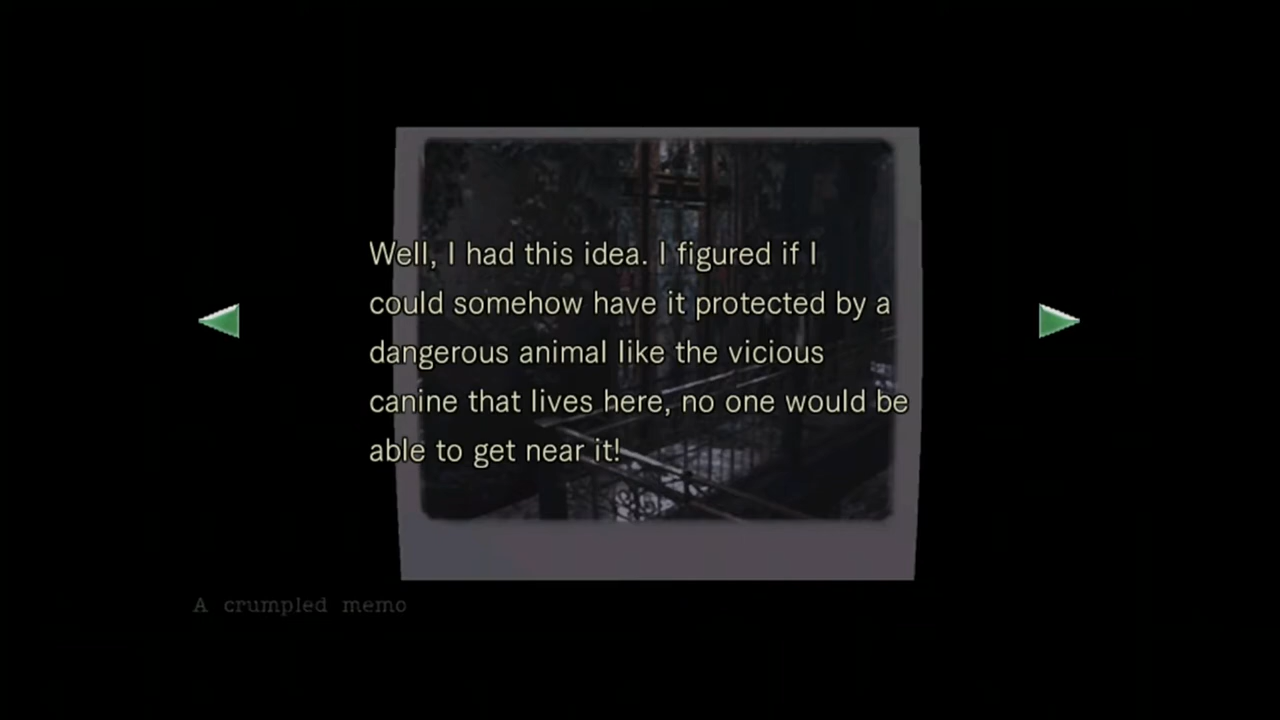 Well, I had this idea. I figured if I
could somehow have it protected by a
dangerous animal like the vicious
canine that lives here, no one would be
able to get near it!
A crumpled memo